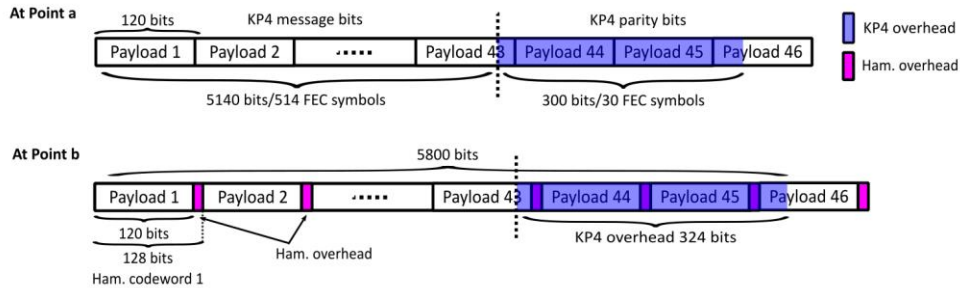 At Point a
120 bits
KP4 message bits
KP4 parity bits
Payload 1
Payload 2
Payload 43
Payload 44
Payload 45
Payload 46
KP4 overhead
Ham. overhead
5140 bits/514 FEC symbols
300 bits/30 FEC symbols
At Point b
5800 bits
Payload 1
Payload 2
Payload 43
Payload 44
Payload 45
Payload 46
120 bits
128 bits
Ham. codeword 1
Ham. overhead
KP4 overhead 324 bits